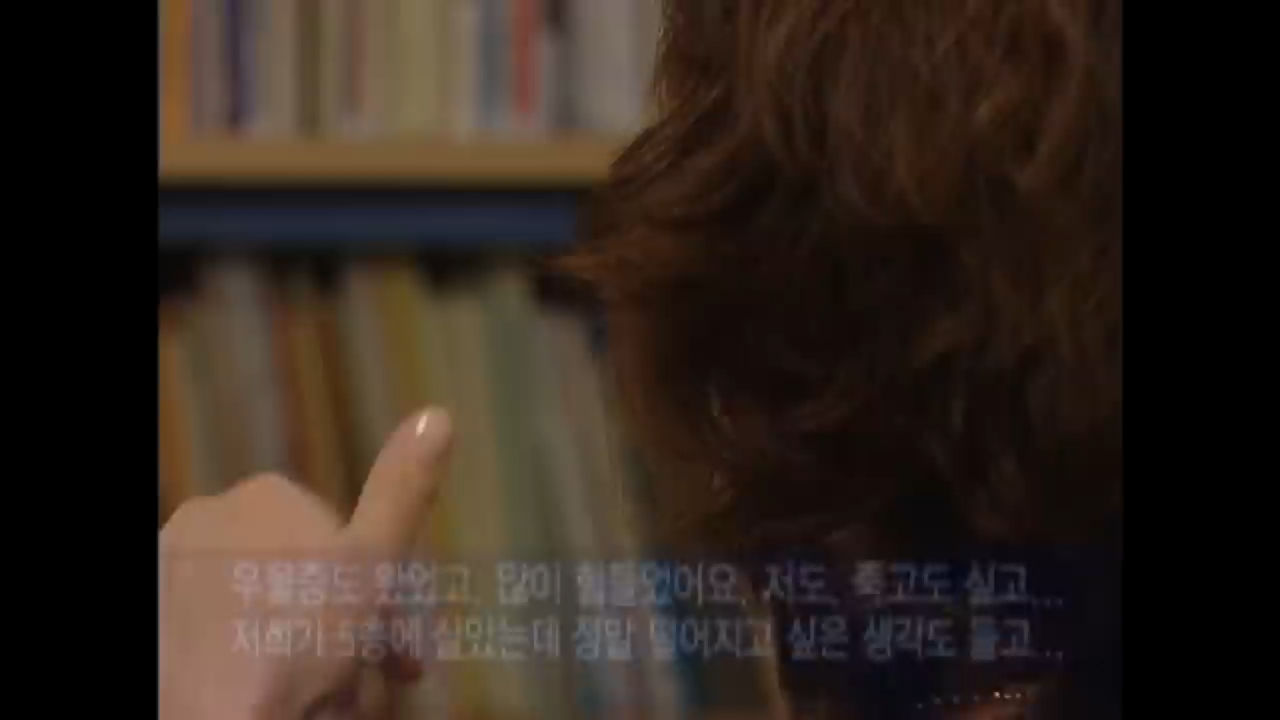 우울증도 왔었고, 많이 힘들었어요, 저도, 죽고도 싶고...
저희가 5층에 살았는데 정말 떨어지고 싶은 생각도 들고...